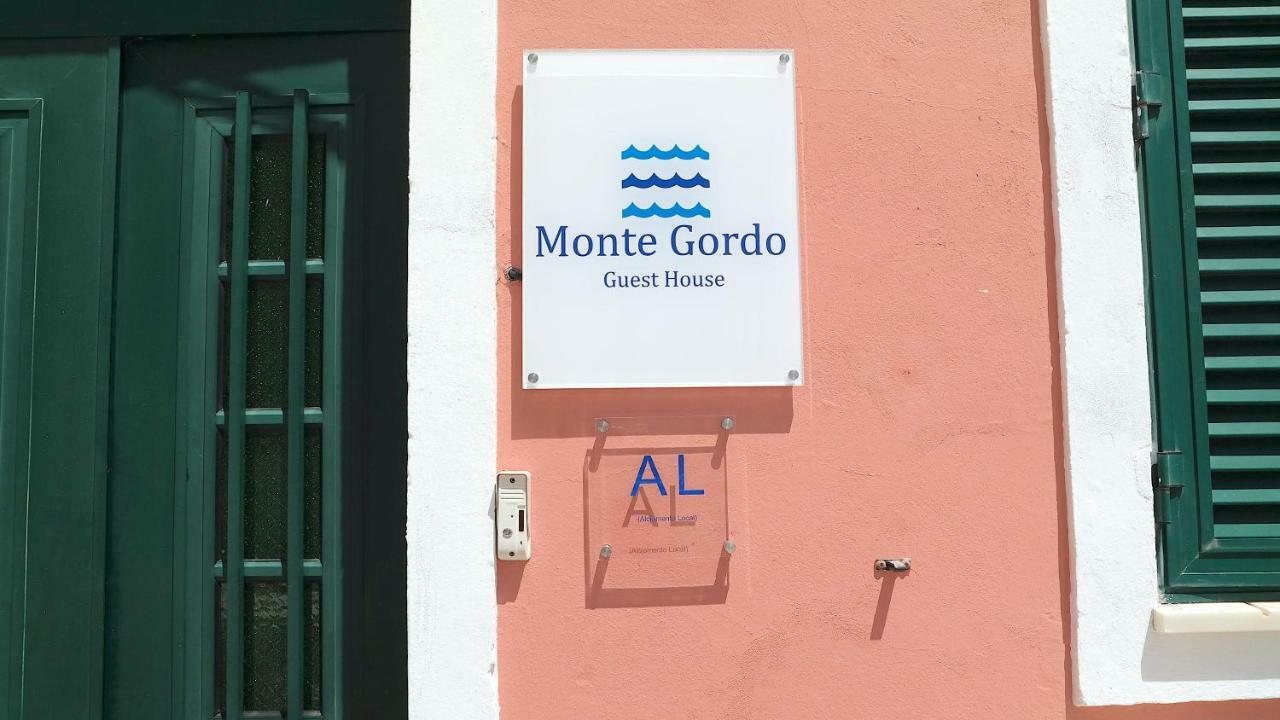 Monte Gordo
Guest House
AL
(Alojamento Local)